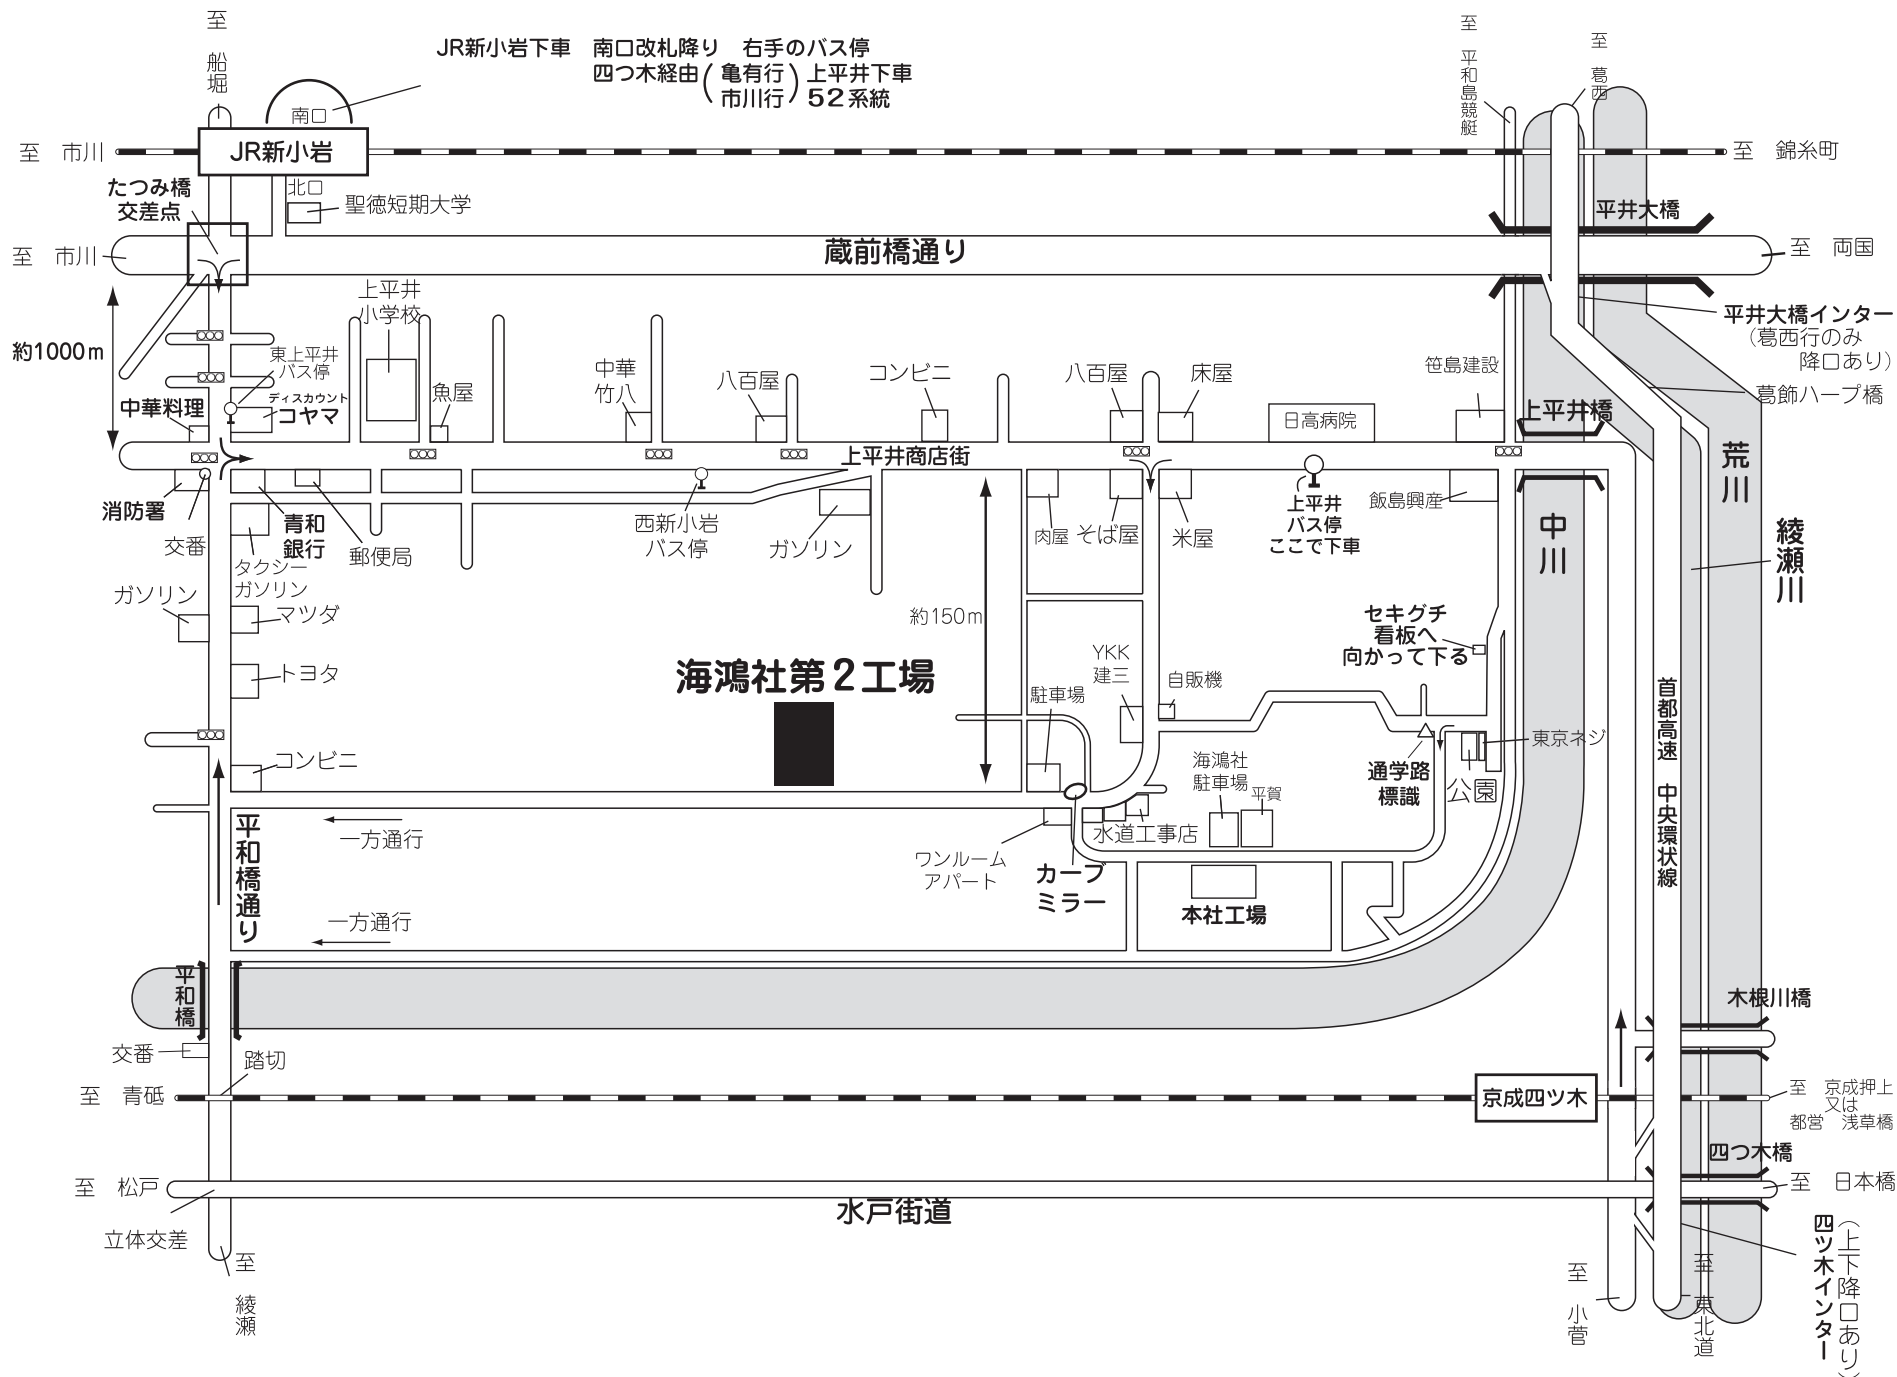 至　船堀
JR新小岩下車　南口改札降り　右手のバス停
四つ木経由(亀有行 市川行)上平井下車
52系統
至　平和島競艇
至　葛西
南口
至　市川
JR新小岩
至　錦糸町
北口
聖徳短期大学
たつみ橋
交差点
平井大橋
至　市川
蔵前橋通り
至　両国
上平井
小学校
平井大橋インター
(葛西行のみ
降口あり)
約1000m
東上平井
バス停
ディスカウント
コヤマ
中華料理
魚屋
中華
竹八
八百屋
コンビニ
八百屋
床屋
日高病院
笹島建設
上平井橋
葛飾ハープ橋
上平井商店街
荒川
消防署
交番
青和
銀行
郵便局
タクシー
ガソリン
西新小岩
バス停
ガソリン
肉屋
そば屋
米屋
上平井
バス停
ここで下車
飯島興産
中川
綾瀬川
ガソリン
マツダ
トヨタ
約150m
セキグチ
看板へ
向かって下る
海鴻社第2工場
YKK
建三
駐車場
自販機
首都高速　中央環状線
コンビニ
海鴻社
駐車場
平賀
通学路
標識
公園
東京ネジ
平和橋通り
一方通行
水道工事店
ワンルーム
アパート
カーブ
ミラー
本社工場
一方通行
平和橋
木根川橋
交番
踏切
至　青砥
京成四ツ木
至　京成押上
又は
都営　浅草橋
四つ木橋
至　松戸
水戸街道
至　日本橋
立体交差
至　綾瀬
至　小菅
至　東北道
四ツ木インター
(上下降口あり)